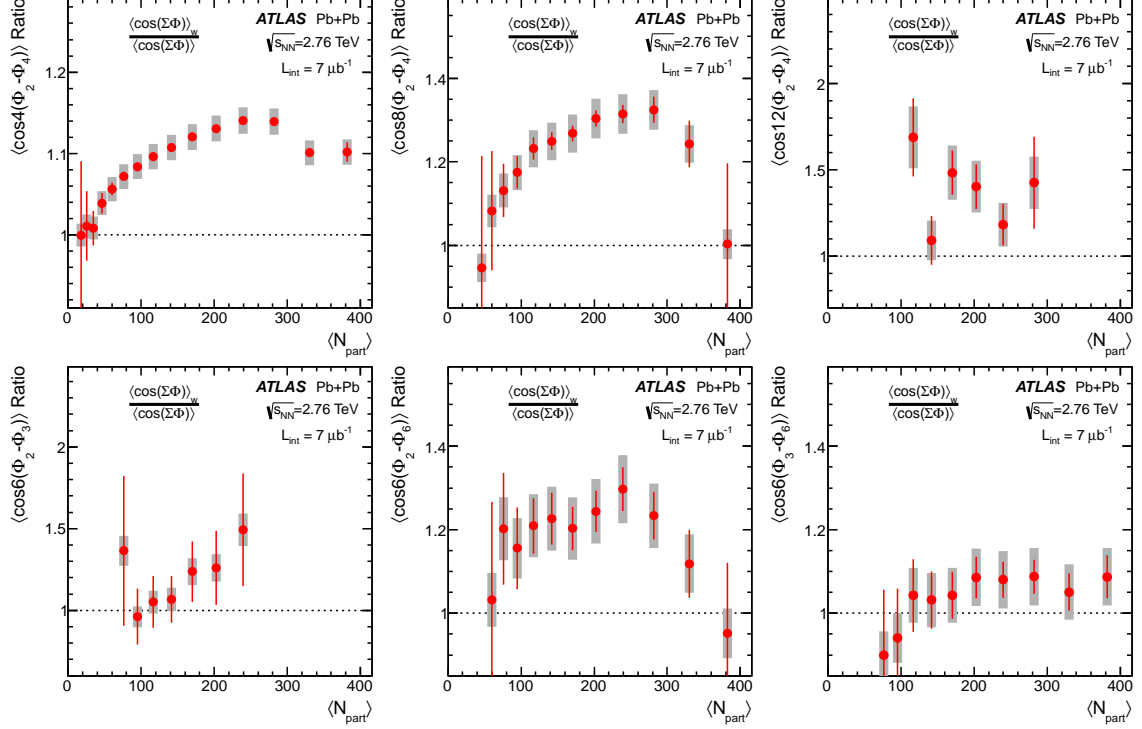 ⟨cos4(Φ2-Φ4)⟩ Ratio
⟨cos(ΣΦ)⟩w
⟨cos(ΣΦ)⟩
ATLAS Pb+Pb
√sNN=2.76 TeV
Lint = 7 μb-1
1.2
1.1
1
0 100 200 300 400
⟨Npart⟩
⟨cos8(Φ2-Φ4)⟩ Ratio
⟨cos(ΣΦ)⟩w
⟨cos(ΣΦ)⟩
ATLAS Pb+Pb
√sNN=2.76 TeV
Lint = 7 μb-1
1.4
1.2
1
0 100 200 300 400
⟨Npart⟩
⟨cos12(Φ2-Φ4)⟩ Ratio
⟨cos(ΣΦ)⟩w
⟨cos(ΣΦ)⟩
ATLAS Pb+Pb
√sNN=2.76 TeV
Lint = 7 μb-1
2
1.5
1
0 100 200 300 400
⟨Npart⟩
⟨cos6(Φ2-Φ3)⟩ Ratio
⟨cos(ΣΦ)⟩w
⟨cos(ΣΦ)⟩
ATLAS Pb+Pb
√sNN=2.76 TeV
Lint = 7 μb-1
2
1.5
1
0 100 200 300 400
⟨Npart⟩
⟨cos6(Φ2-Φ6)⟩ Ratio
⟨cos(ΣΦ)⟩w
⟨cos(ΣΦ)⟩
ATLAS Pb+Pb
√sNN=2.76 TeV
Lint = 7 μb-1
1.4
1.2
1
0 100 200 300 400
⟨Npart⟩
⟨cos6(Φ3-Φ6)⟩ Ratio
⟨cos(ΣΦ)⟩w
⟨cos(ΣΦ)⟩
ATLAS Pb+Pb
√sNN=2.76 TeV
Lint = 7 μb-1
1.4
1.2
1
0 100 200 300 400
⟨Npart⟩